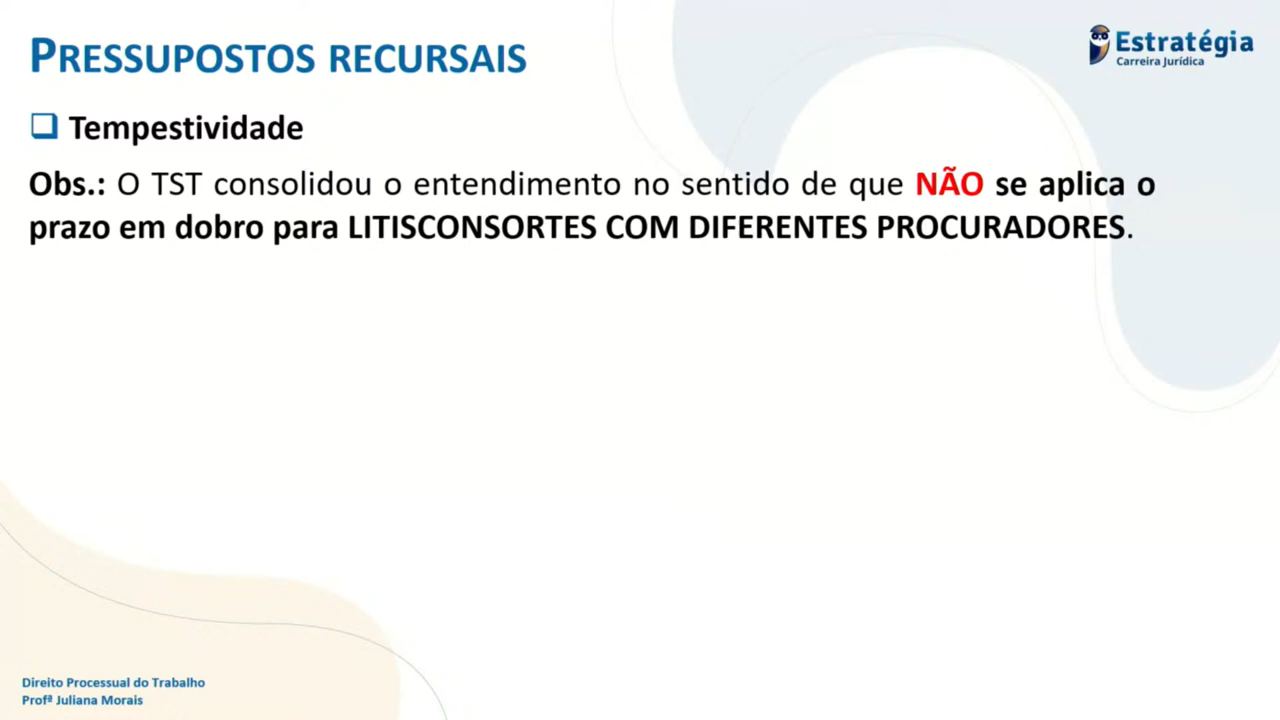 PRESSUPOSTOS RECURSAIS
Estratégia
Carreira Jurídica
Tempestividade
Obs.: O TST consolidou o entendimento no sentido de que NÃO se aplica o
prazo em dobro para LITISCONSORTES COM DIFERENTES PROCURADORES.
Direito Processual do Trabalho
Profª Juliana Morais